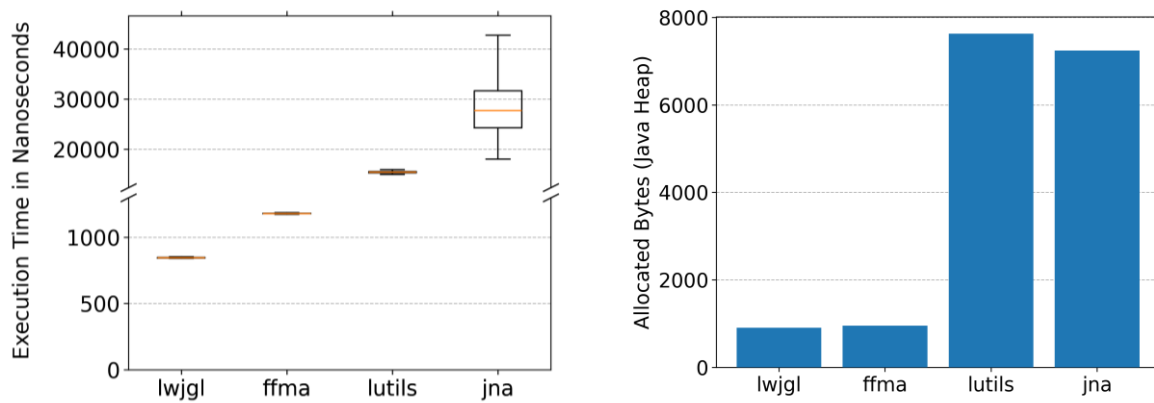 Execution Time in Nanoseconds
40000
30000
20000
1000
500
0
lwjgl ffma lutils jna
Allocated Bytes (Java Heap)
8000
6000
4000
2000
0
lwjgl ffma lutils jna